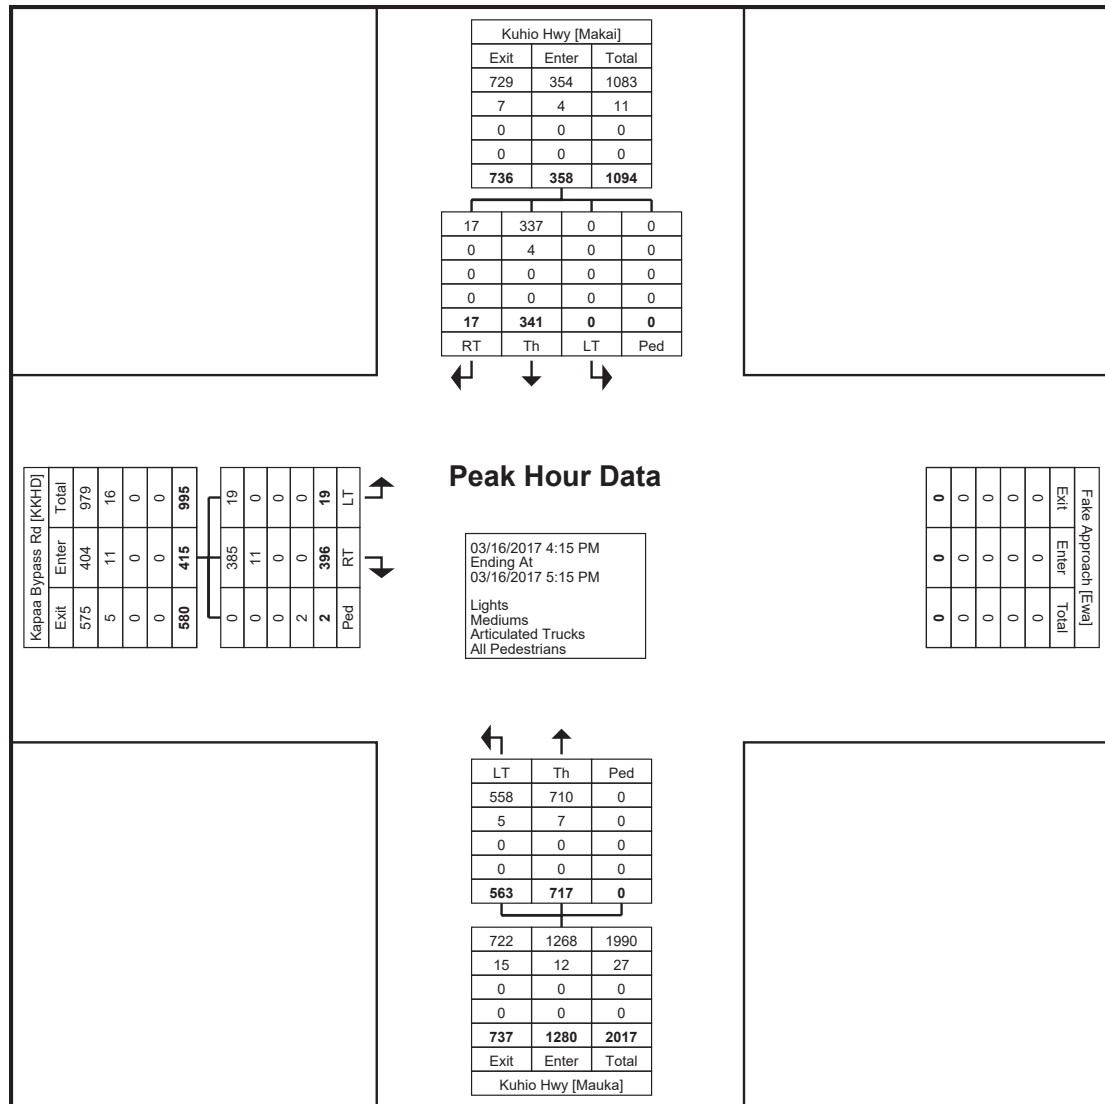 Kuhio Hwy [Makai]
Exit Enter Total
729 354 1083
7 4 11
0 0 0
0 0 0
736 358 1094
17 337 0 0
0 4 0 0
0 0 0 0
0 0 0 0
17 341 0 0
RT Th LT Ped
Kapaa Bypass Rd [KKHD]
Exit Enter Total
575 404 979
5 11 16
0 0 0
0 0 0
580 415 995
0 385 19
0 11 0
0 0 0
2 0 0
2 396 19
Ped RT LT
Peak Hour Data
03/16/2017 4:15 PM
Ending At
03/16/2017 5:15 PM
Lights
Mediums
Articulated Trucks
All Pedestrians
Fake Approach [Ewa]
Exit Enter Total
0 0 0
0 0 0
0 0 0
0 0 0
0 0 0
LT Th Ped
558 710 0
5 7 0
0 0 0
0 0 0
563 717 0
722 1268 1990
15 12 27
0 0 0
0 0 0
737 1280 2017
Exit Enter Total
Kuhio Hwy [Mauka]